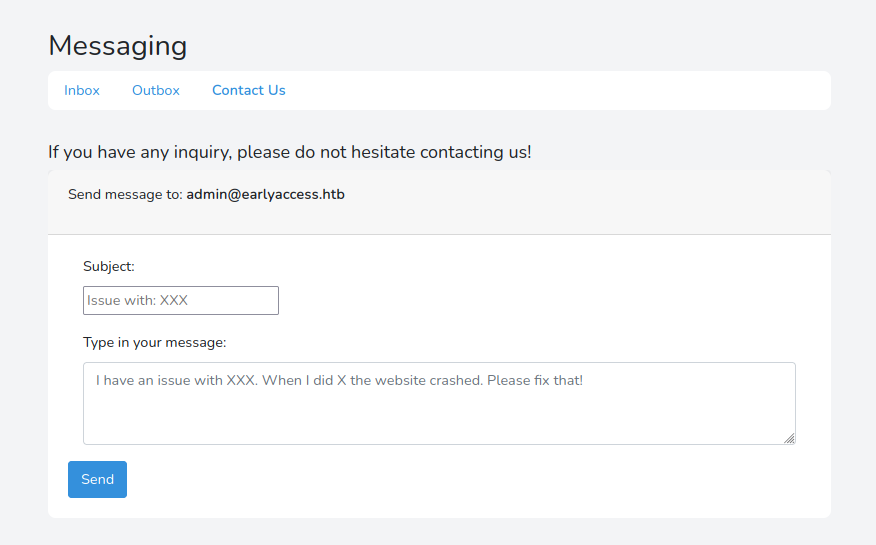 Messaging
Inbox Outbox Contact Us
If you have any inquiry, please do not hesitate contacting us!
Send message to: admin@earlyaccess.htb
Subject:
Issue with: XXX
Type in your message:
I have an issue with XXX. When I did X the website crashed. Please fix that!
Send